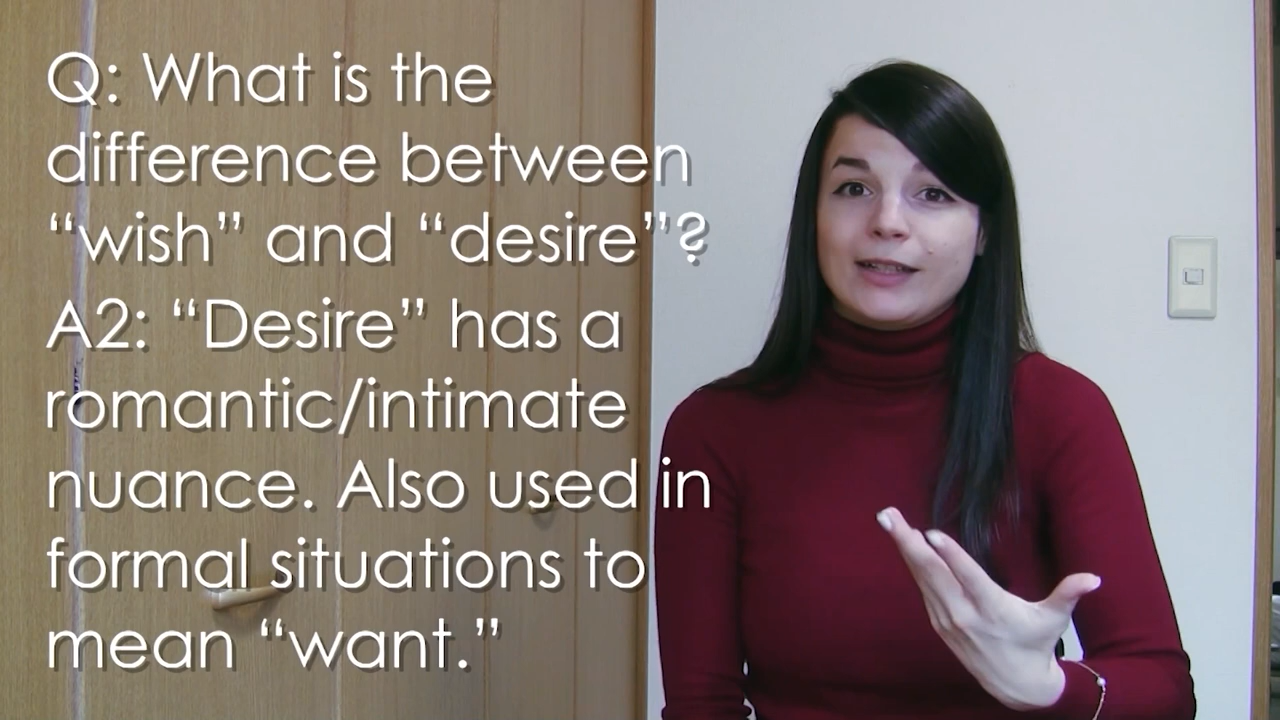 Q: What is the
difference between
“wish” and “desire”?
A2: “Desire” has a
romantic/intimate
nuance. Also used in
formal situations to
mean “want.”